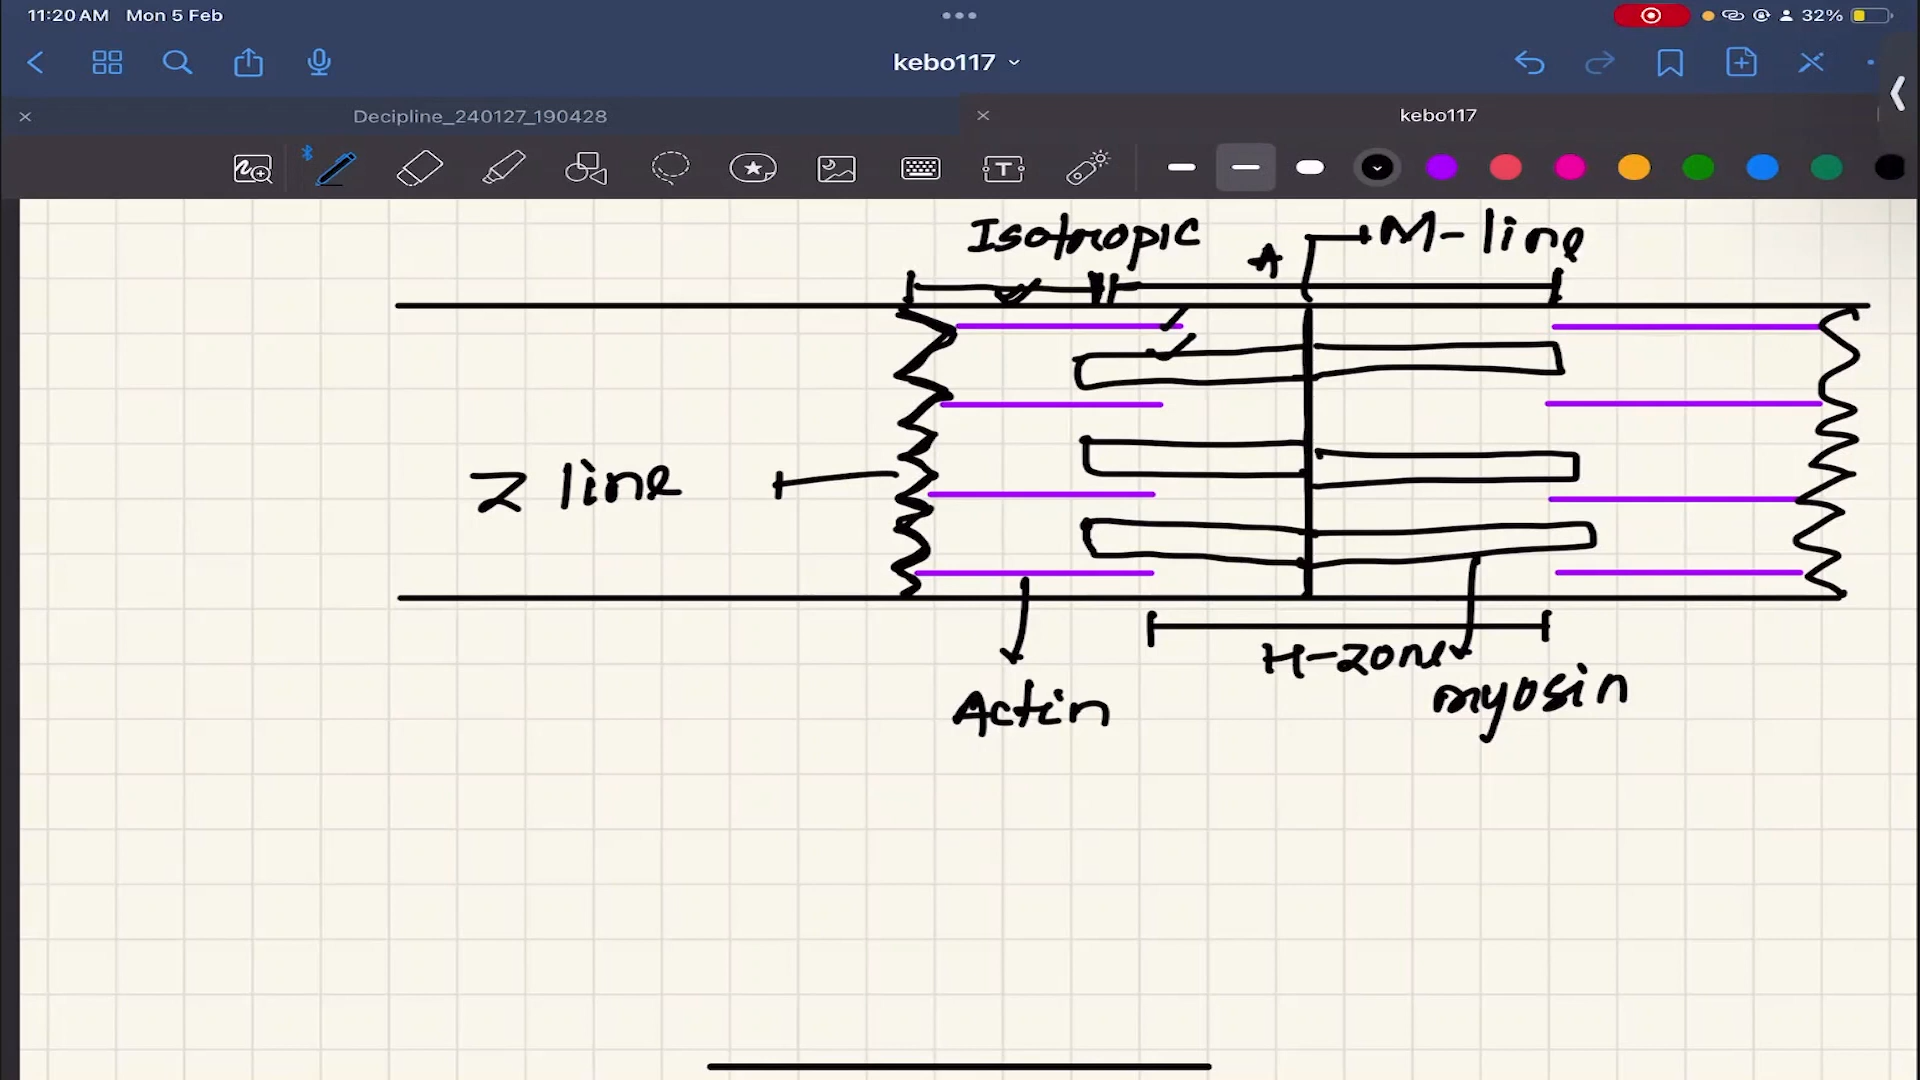 11:20 AM Mon 5 Feb
32%
kebo117
Decipline_240127_190428
kebo117
Isotropic
A
M-line
Z line
H-zone
myosin
Actin